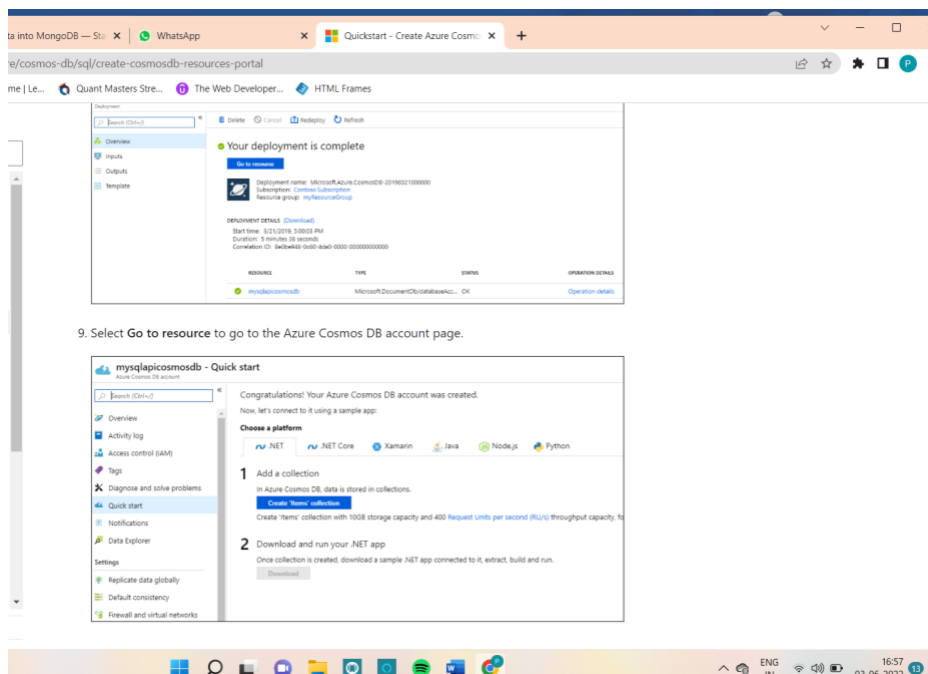 ta into MongoDB — Sta
WhatsApp
Quickstart - Create Azure Cosmo
re/cosmos-db/sql/create-cosmosdb-resources-portal
P
me | Le...
Quant Masters Stre...
The Web Developer...
HTML Frames
Deployment
Search (Ctrl+/)
«
Delete
Cancel
Redeploy
Refresh
Overview
Inputs
Outputs
Template
Your deployment is complete
Go to resource
Deployment name: Microsoft.Azure.CosmosDB-20190321000000
Subscription: Contoso Subscription
Resource group: myResourceGroup
DEPLOYMENT DETAILS (Download)
Start time: 3/21/2019, 5:00:03 PM
Duration: 5 minutes 38 seconds
Correlation ID:
RESOURCE TYPE STATUS OPERATION DETAILS
mysqlapicosmosdb Microsoft.DocumentDb/databaseAcc... OK Operation details
9. Select Go to resource to go to the Azure Cosmos DB account page.
mysqlapicosmosdb - Quick start
Azure Cosmos DB account
Search (Ctrl+/)
«
Overview
Activity log
Access control (IAM)
Tags
Diagnose and solve problems
Quick start
Notifications
Data Explorer
Settings
Replicate data globally
Default consistency
Firewall and virtual networks
Congratulations! Your Azure Cosmos DB account was created.
Now, let's connect to it using a sample app:
Choose a platform
.NET
.NET Core
Xamarin
Java
Node.js
Python
1 Add a collection
In Azure Cosmos DB, data is stored in collections.
Create 'Items' collection
Create 'Items' collection with 10GB storage capacity and 400 Request Units per second (RU/s) throughput capacity, fo
2 Download and run your .NET app
Once collection is created, download a sample .NET app connected to it, extract, build and run.
Download
ENG
IN
16:57
03-06-2022
13